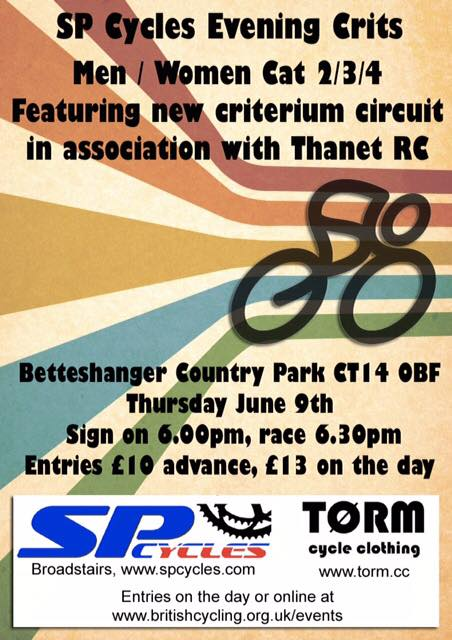 SP Cycles Evening Crits
Men / Women Cat 2/3/4
Featuring new criterium circuit
in association with Thanet RC
Betteshanger Country Park CT14 0BF
Thursday June 9th
Sign on 6.00pm, race 6.30pm
Entries £10 advance, £13 on the day
SP CYCLES
TØRM
cycle clothing
Broadstairs, www.spcycles.com
www.torm.cc
Entries on the day or online at
www.britishcycling.org.uk/events